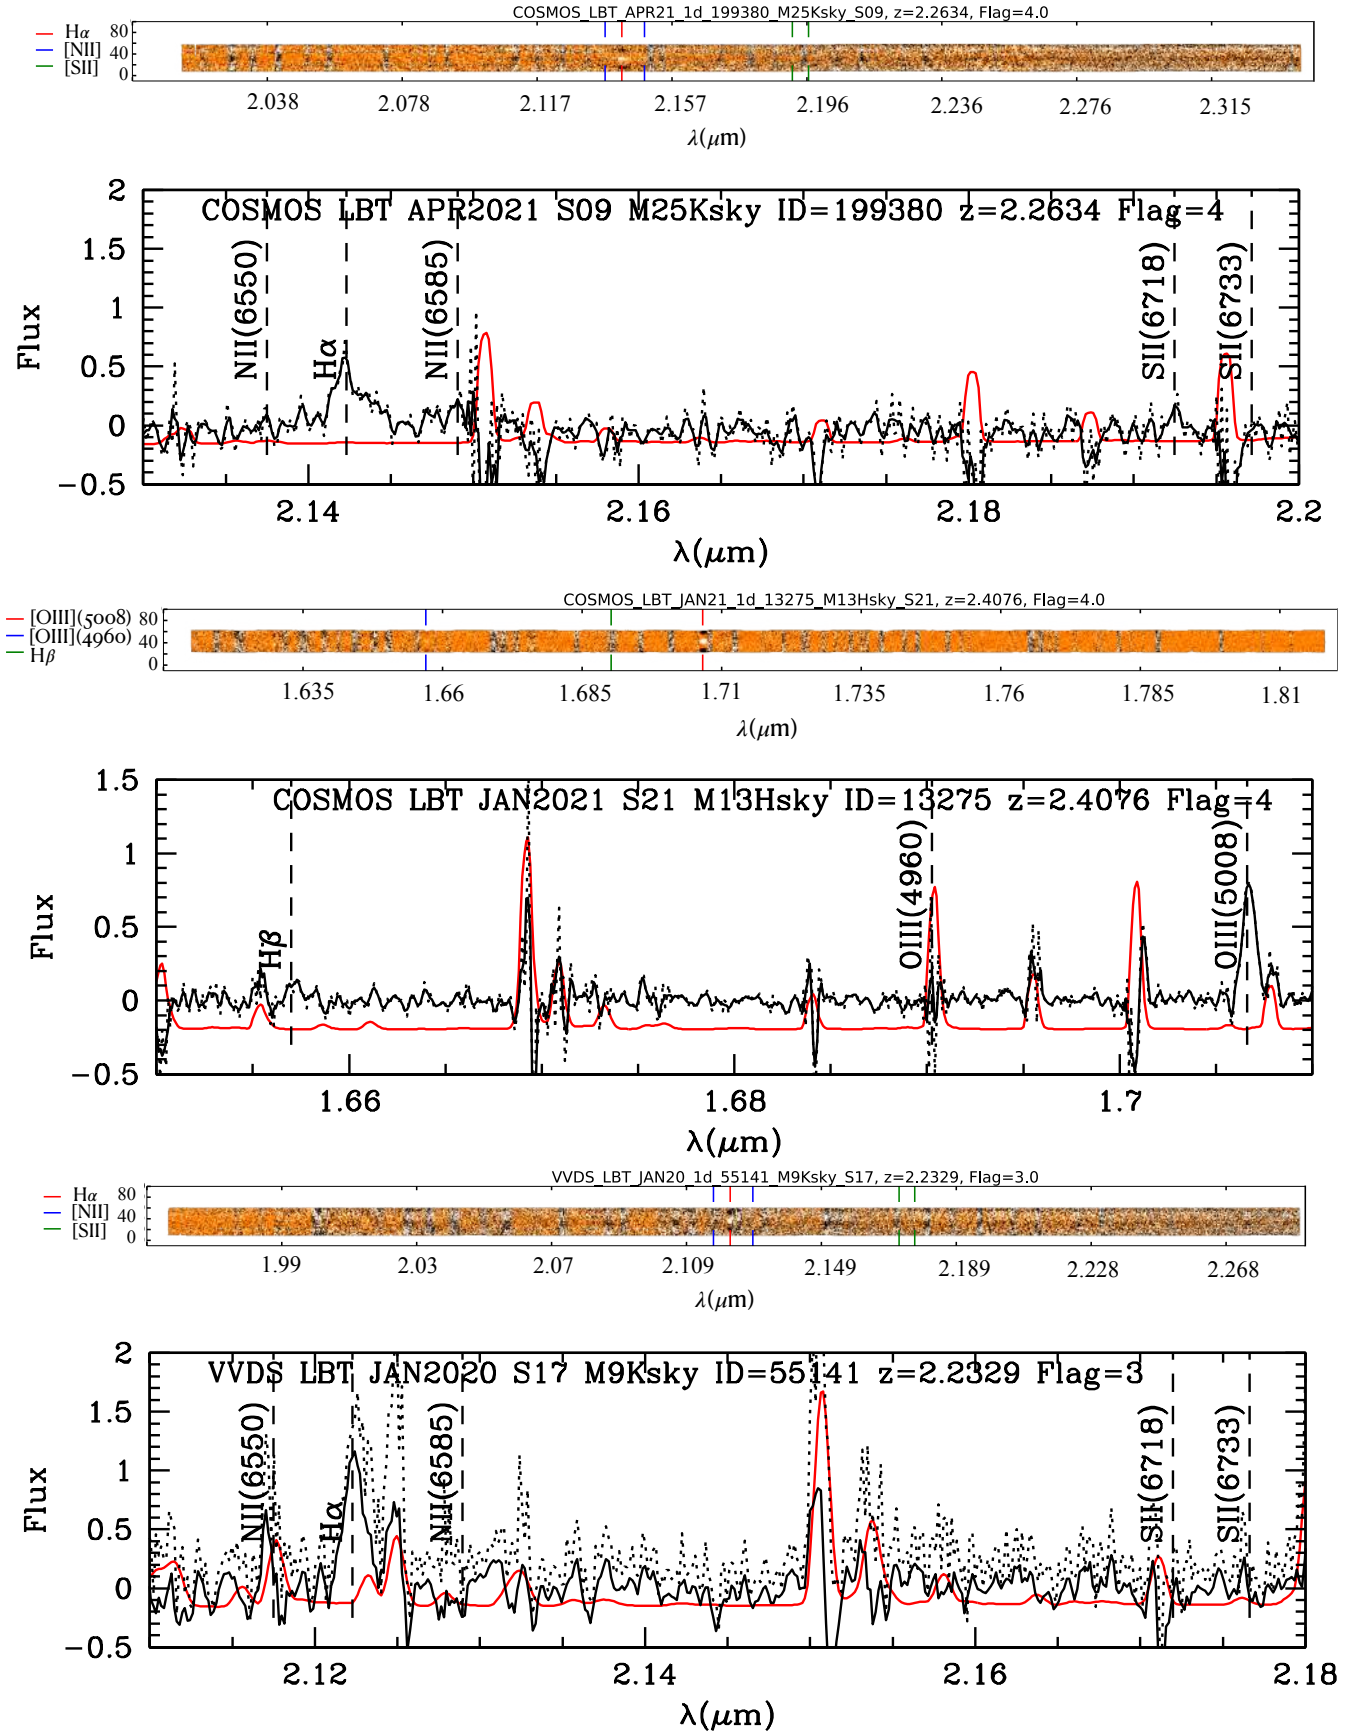 COSMOS_LBT_APR21_1d_199380_M25Ksky_S09, z=2.2634, Flag=4.0
Hα
[NII]
[SII]
80
40
0
2.038 2.078 2.117 2.157 2.196 2.236 2.276 2.315
λ(μm)
COSMOS LBT APR2021 S09 M25Ksky ID=199380 z=2.2634 Flag=4
NII(6550)
Hα
NII(6585)
SII(6718)
SII(6733)
Flux
2
1.5
1
0.5
0
−0.5
2.14 2.16 2.18 2.2
λ(μm)
COSMOS_LBT_JAN21_1d_13275_M13Hsky_S21, z=2.4076, Flag=4.0
[OIII](5008)
[OIII](4960)
Hβ
80
40
0
1.635 1.66 1.685 1.71 1.735 1.76 1.785 1.81
λ(μm)
COSMOS LBT JAN2021 S21 M13Hsky ID=13275 z=2.4076 Flag=4
Hβ
OIII(4960)
OIII(5008)
Flux
1.5
1
0.5
0
−0.5
1.66 1.68 1.7
λ(μm)
VVDS_LBT_JAN20_1d_55141_M9Ksky_S17, z=2.2329, Flag=3.0
Hα
[NII]
[SII]
80
40
0
1.99 2.03 2.07 2.109 2.149 2.189 2.228 2.268
λ(μm)
VVDS LBT JAN2020 S17 M9Ksky ID=55141 z=2.2329 Flag=3
NII(6550)
Hα
NII(6585)
SII(6718)
SII(6733)
Flux
2
1.5
1
0.5
0
−0.5
2.12 2.14 2.16 2.18
λ(μm)